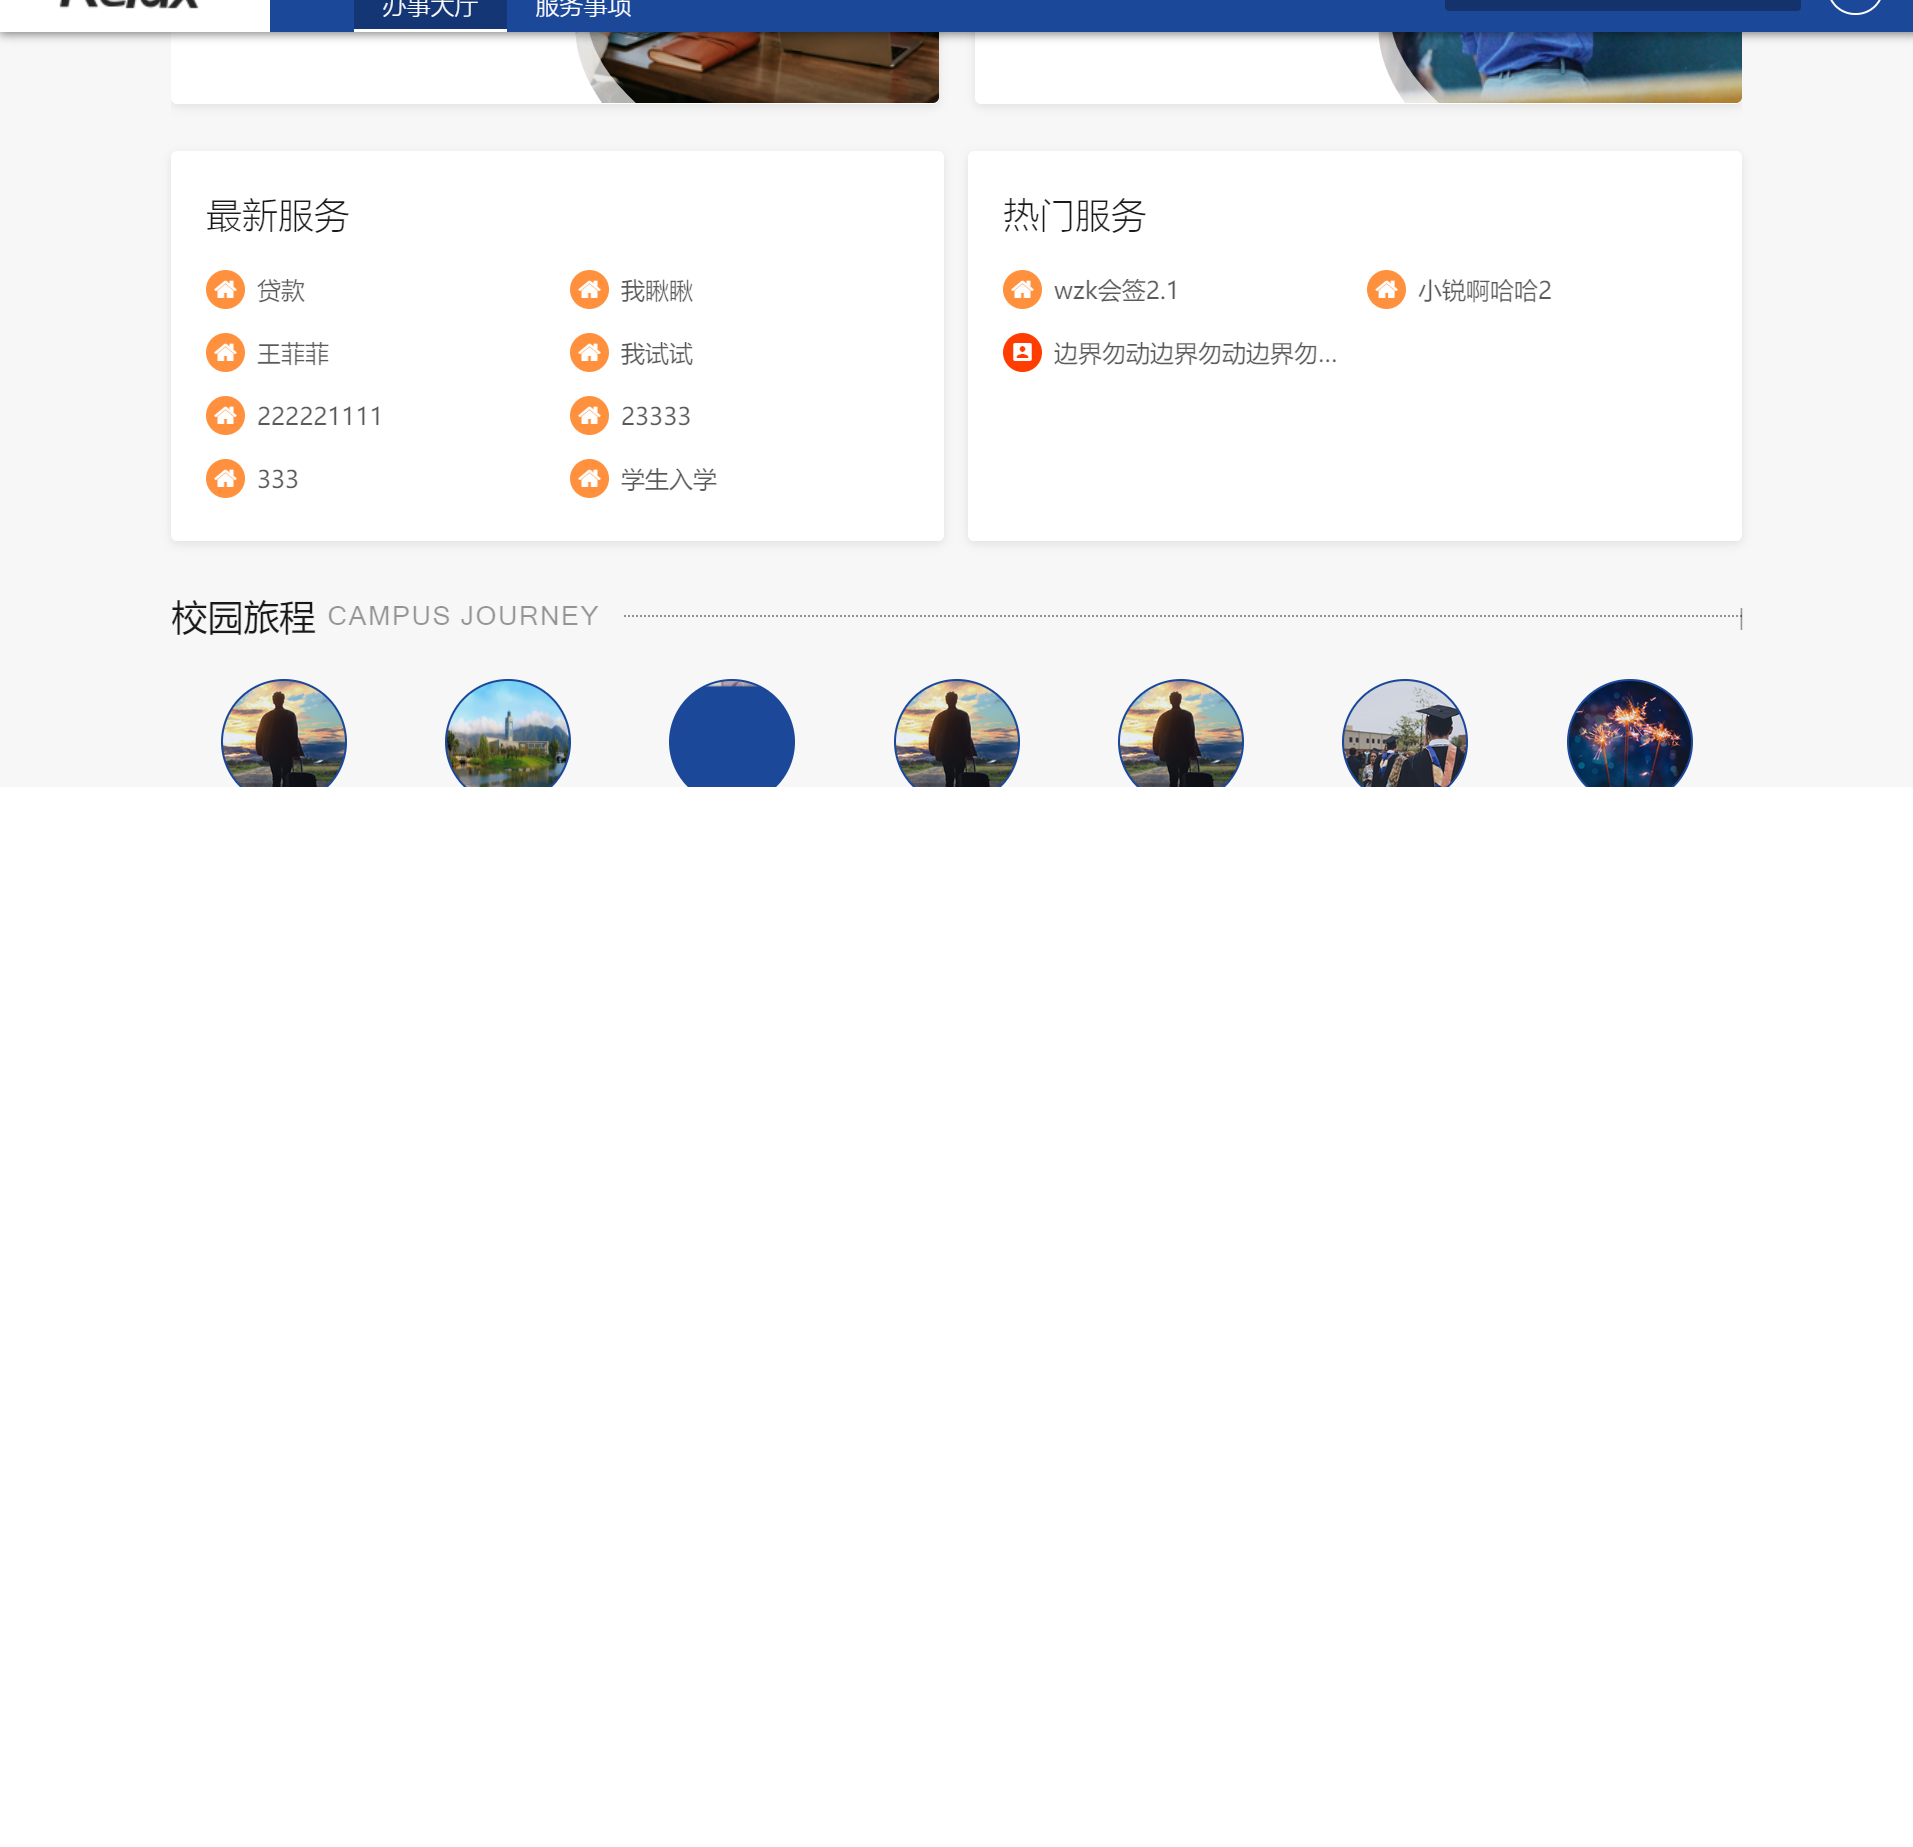 Relax
办事大厅
服务事项
最新服务
贷款
我瞅瞅
王菲菲
我试试
222221111
23333
333
学生入学
热门服务
wzk会签2.1
小锐啊哈哈2
边界勿动边界勿动边界勿...
校园旅程 CAMPUS JOURNEY